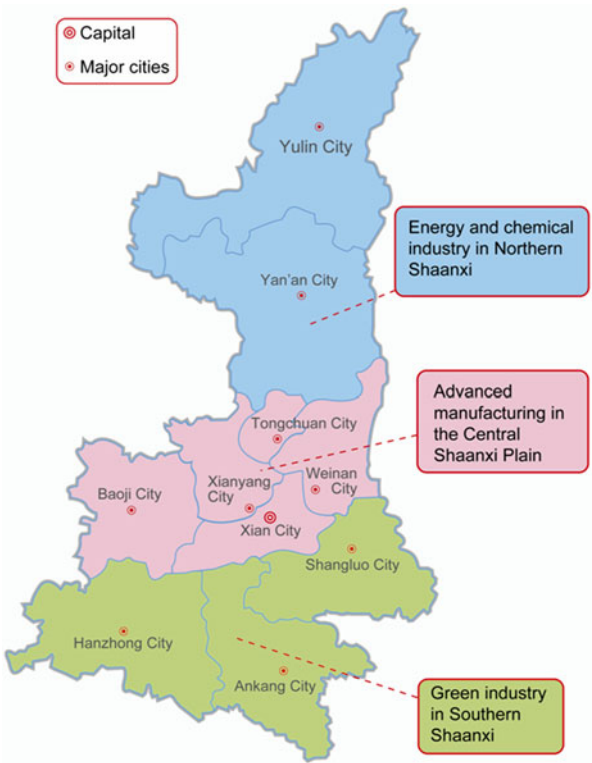 Capital
Major cities
Yulin City
Energy and chemical
industry in Northern
Shaanxi
Yan'an City
Advanced
manufacturing in
the Central
Shaanxi Plain
Tongchuan City
Xianyang
City
Weinan
City
Baoji City
Xian City
Shangluo City
Hanzhong City
Ankang City
Green industry
in Southern
Shaanxi